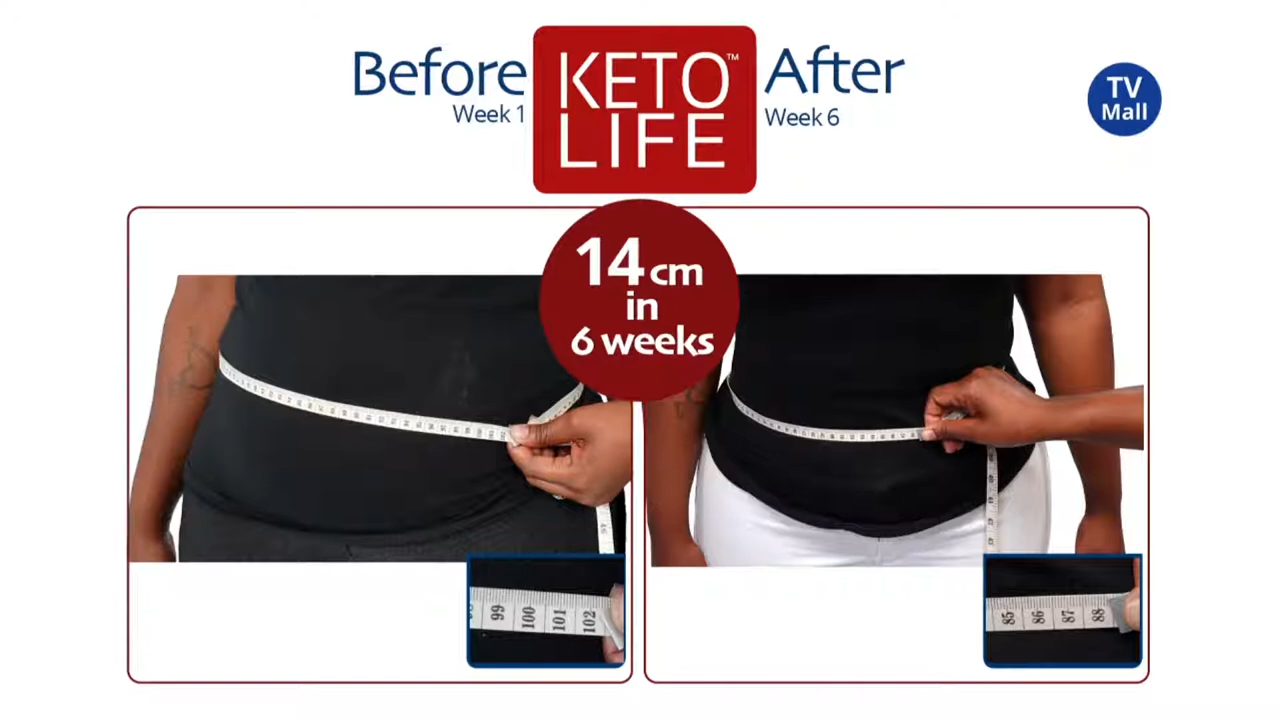 Before
Week 1
KETO™
LIFE
After
Week 6
TV
Mall
14 cm
in
6 weeks
99 100 101 102
85 86 87 88